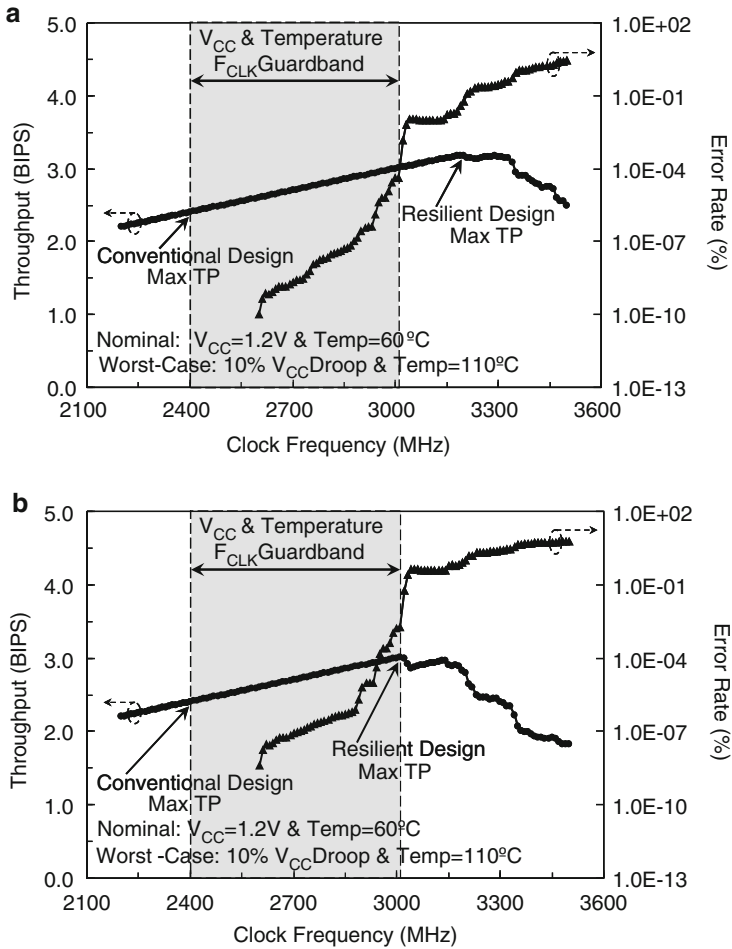 a
V_CC & Temperature
F_CLK Guardband
5.0
4.0
3.0
2.0
1.0
0.0
Throughput (BIPS)
1.0E+02
1.0E-01
1.0E-04
1.0E-07
1.0E-10
1.0E-13
Error Rate (%)
Resilient Design
Max TP
Conventional Design
Max TP
Nominal: V_CC=1.2V & Temp=60ºC
Worst-Case: 10% V_CC Droop & Temp=110ºC
2100 2400 2700 3000 3300 3600
Clock Frequency (MHz)
b
V_CC & Temperature
F_CLK Guardband
5.0
4.0
3.0
2.0
1.0
0.0
Throughput (BIPS)
1.0E+02
1.0E-01
1.0E-04
1.0E-07
1.0E-10
1.0E-13
Error Rate (%)
Resilient Design
Max TP
Conventional Design
Max TP
Nominal: V_CC=1.2V & Temp=60ºC
Worst -Case: 10% V_CC Droop & Temp=110ºC
2100 2400 2700 3000 3300 3600
Clock Frequency (MHz)